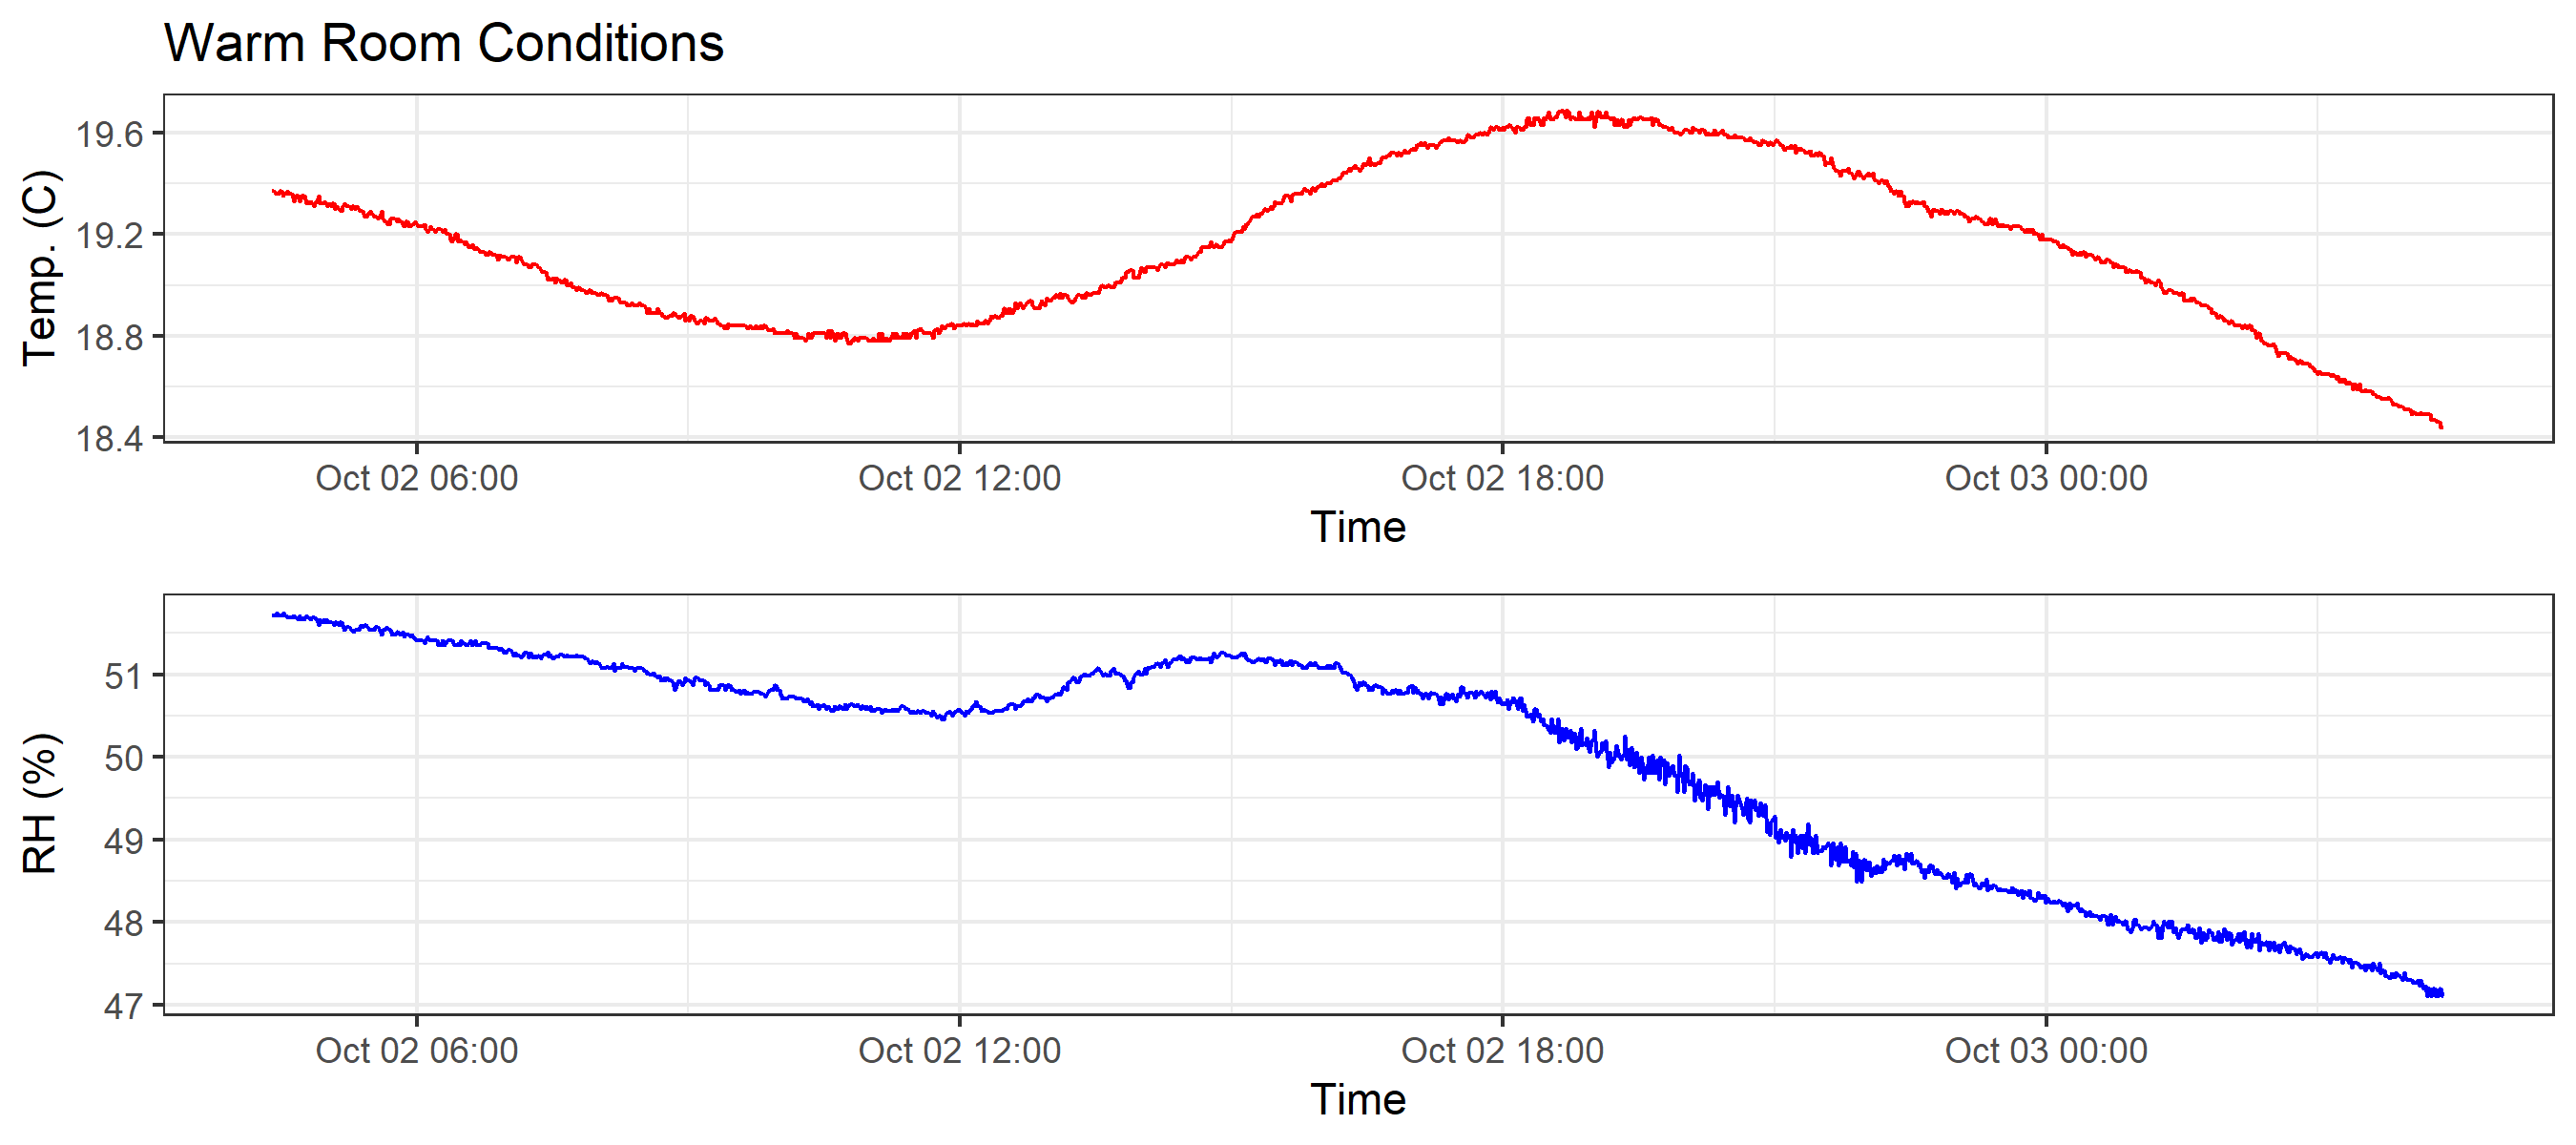 Warm Room Conditions
Temp. (C)
19.6
19.2
18.8
18.4
Oct 02 06:00 Oct 02 12:00 Oct 02 18:00 Oct 03 00:00
Time
RH (%)
51
50
49
48
47
Oct 02 06:00 Oct 02 12:00 Oct 02 18:00 Oct 03 00:00
Time